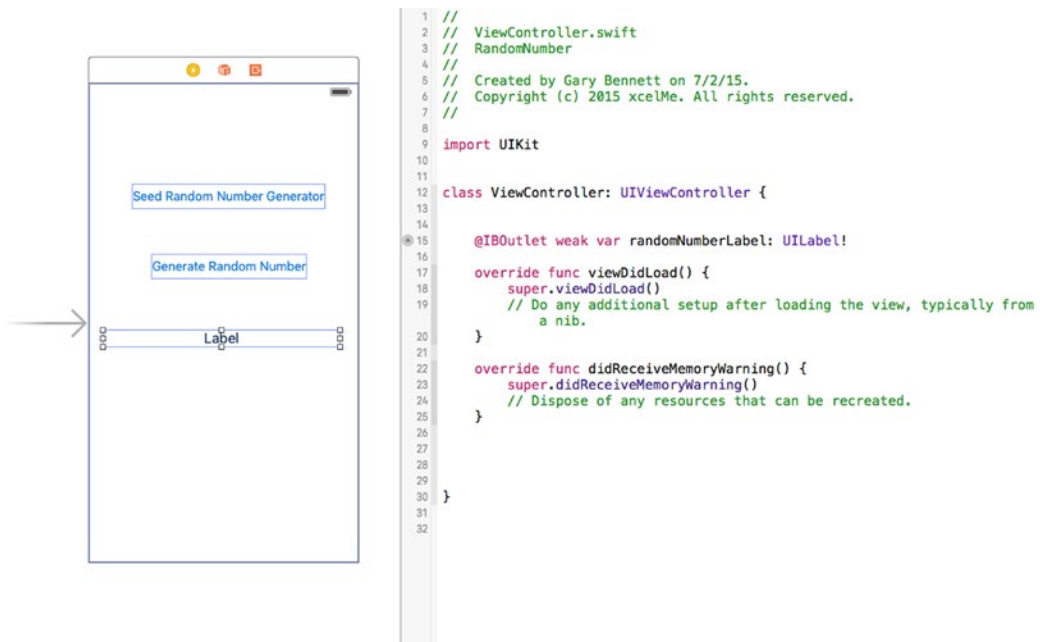 Seed Random Number Generator
Generate Random Number
Label
1 //
2 //  ViewController.swift
3 //  RandomNumber
4 //
5 //  Created by Gary Bennett on 7/2/15.
6 //  Copyright (c) 2015 xcelMe. All rights reserved.
7 //
8
9 import UIKit
10
11
12 class ViewController: UIViewController {
13
14
15     @IBOutlet weak var randomNumberLabel: UILabel!
16
17     override func viewDidLoad() {
18         super.viewDidLoad()
19         // Do any additional setup after loading the view, typically from
            a nib.
20     }
21
22     override func didReceiveMemoryWarning() {
23         super.didReceiveMemoryWarning()
24         // Dispose of any resources that can be recreated.
25     }
26
27
28
29
30 }
31
32